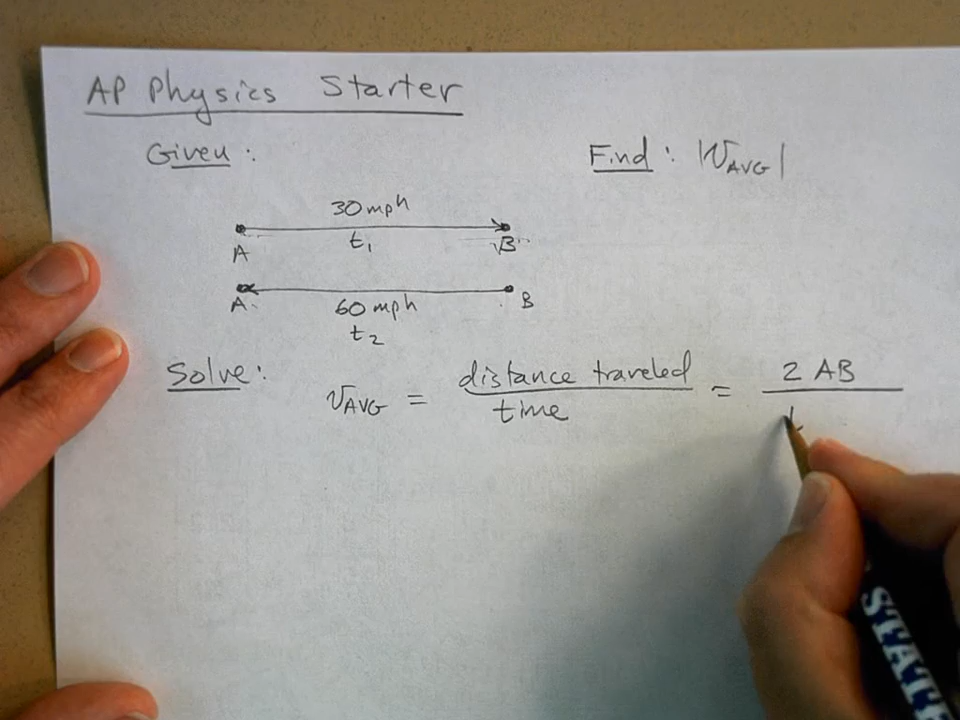 AP Physics Starter
Given :
Find : |VAVG|
30 mph
A
t1
B
A
60 mph
B
t2
Solve :
VAVG = distance traveled / time = 2 AB / t
STATE